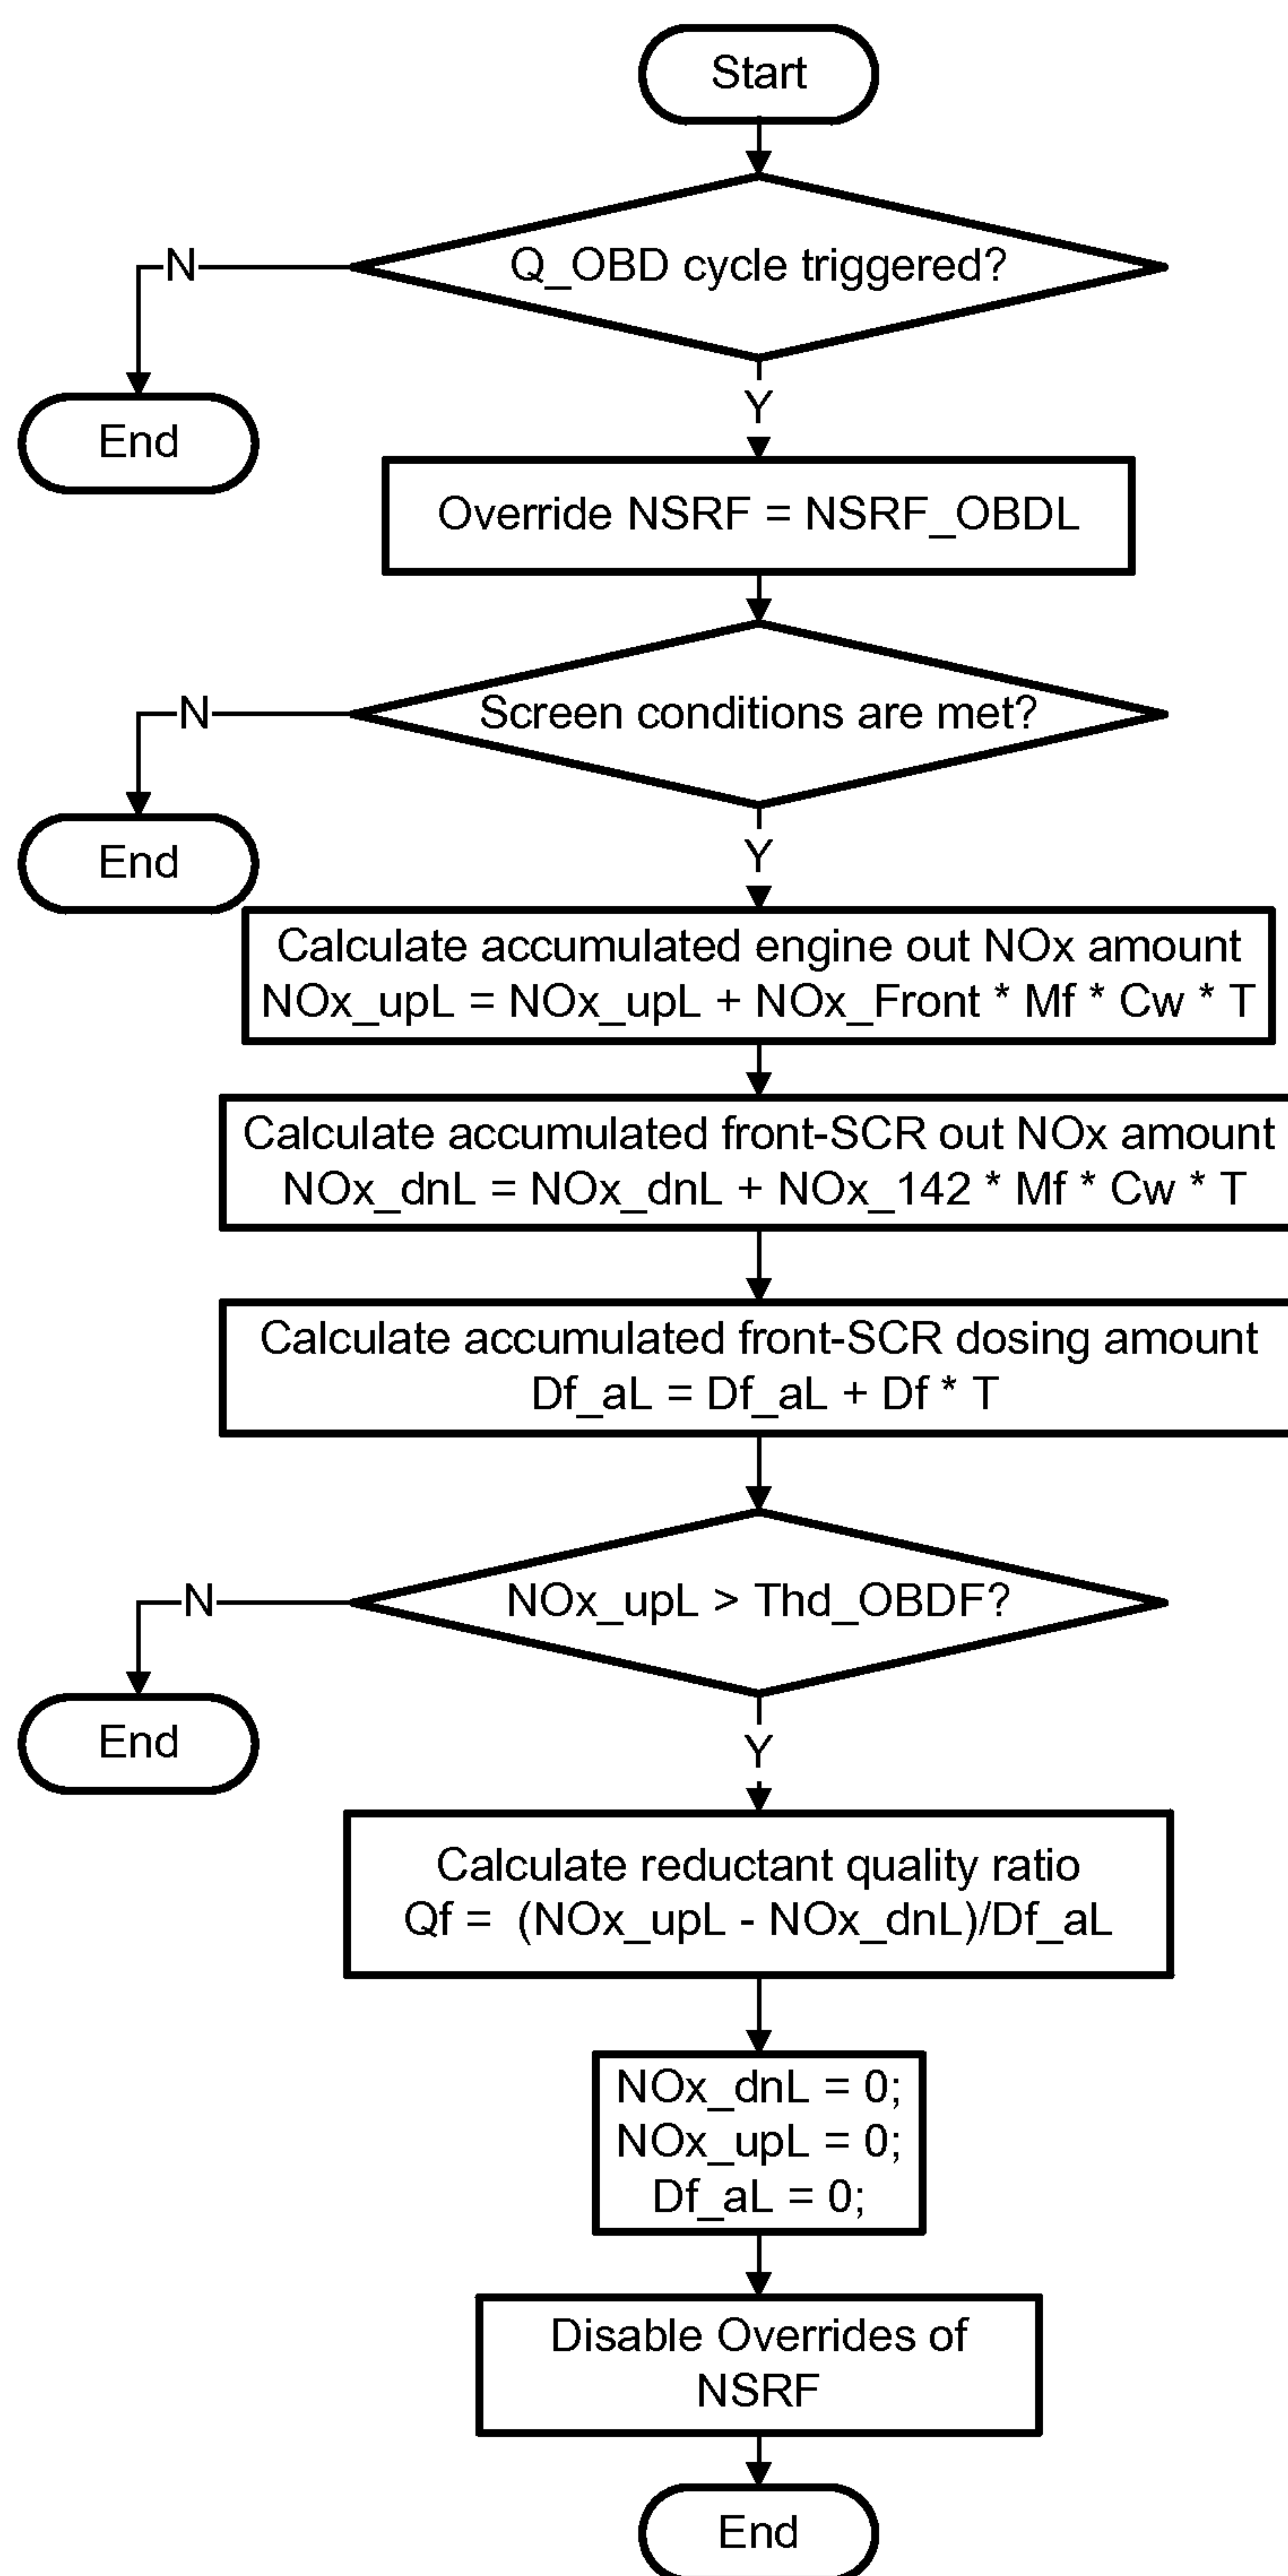 Start
Q_OBD cycle triggered?
N
End
Y
Override NSRF = NSRF_OBDL
Screen conditions are met?
N
End
Y
Calculate accumulated engine out NOx amount
NOx_upL = NOx_upL + NOx_Front * Mf * Cw * T
Calculate accumulated front-SCR out NOx amount
NOx_dnL = NOx_dnL + NOx_142 * Mf * Cw * T
Calculate accumulated front-SCR dosing amount
Df_aL = Df_aL + Df * T
NOx_upL > Thd_OBDF?
N
End
Y
Calculate reductant quality ratio
Qf = (NOx_upL - NOx_dnL)/Df_aL
NOx_dnL = 0;
NOx_upL = 0;
Df_aL = 0;
Disable Overrides of
NSRF
End